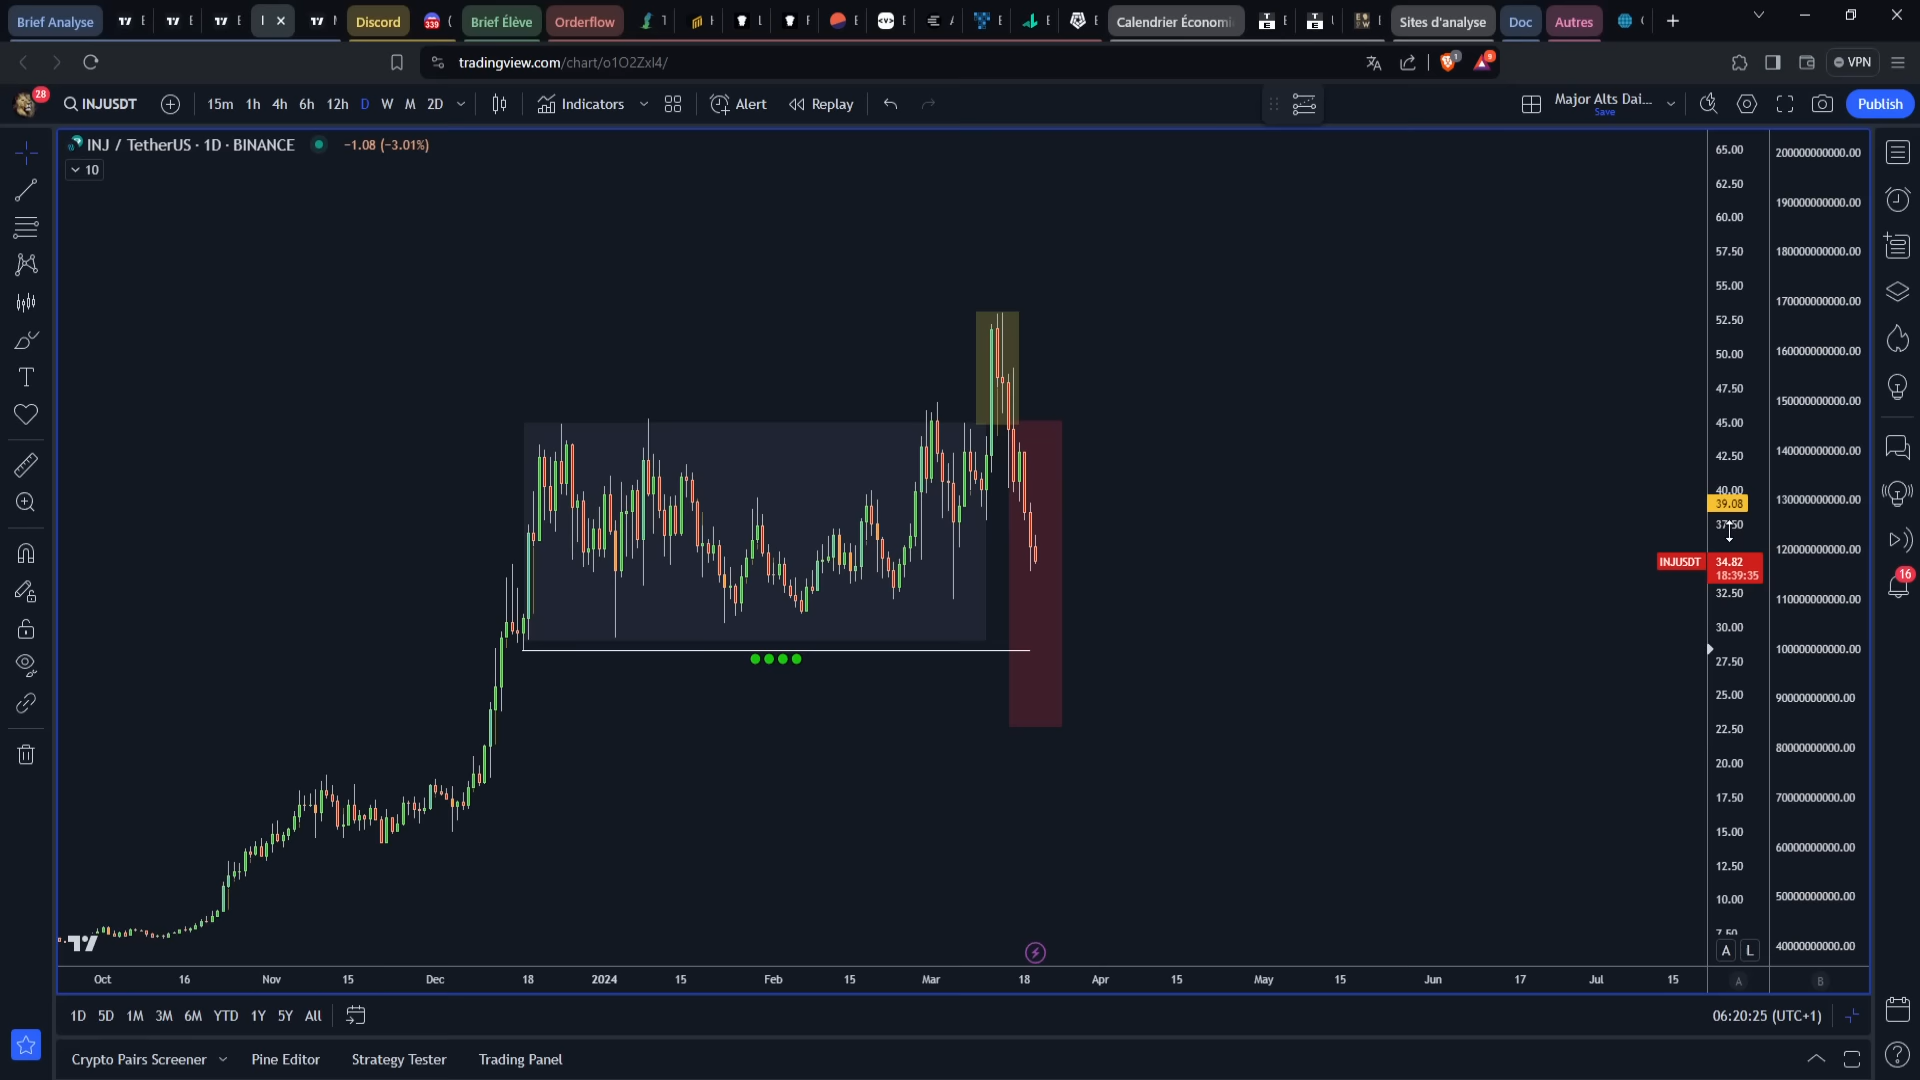 Brief Analyse
Discord
Brief Élève
Orderflow
Calendrier Économi
Sites d'analyse
Doc
Autres
tradingview.com/chart/o1O2ZxI4/
VPN
28
INJUSDT
15m 1h 4h 6h 12h D W M 2D
Indicators
Alert
Replay
Major Alts Dai...
Save
Publish
INJ / TetherUS · 1D · BINANCE
−1.08 (−3.01%)
10
65.00
62.50
60.00
57.50
55.00
52.50
50.00
47.50
45.00
42.50
40.00
39.08
37.50
INJUSDT
34.82
18:39:35
32.50
30.00
27.50
25.00
22.50
20.00
17.50
15.00
12.50
10.00
7.50
200000000000.00
190000000000.00
180000000000.00
170000000000.00
160000000000.00
150000000000.00
140000000000.00
130000000000.00
120000000000.00
110000000000.00
100000000000.00
90000000000.00
80000000000.00
70000000000.00
60000000000.00
50000000000.00
40000000000.00
16
A L
Oct 16 Nov 15 Dec 18 2024 15 Feb 15 Mar 18 Apr 15 May 15 Jun 17 Jul 15
A B
1D 5D 1M 3M 6M YTD 1Y 5Y All
06:20:25 (UTC+1)
Crypto Pairs Screener
Pine Editor
Strategy Tester
Trading Panel